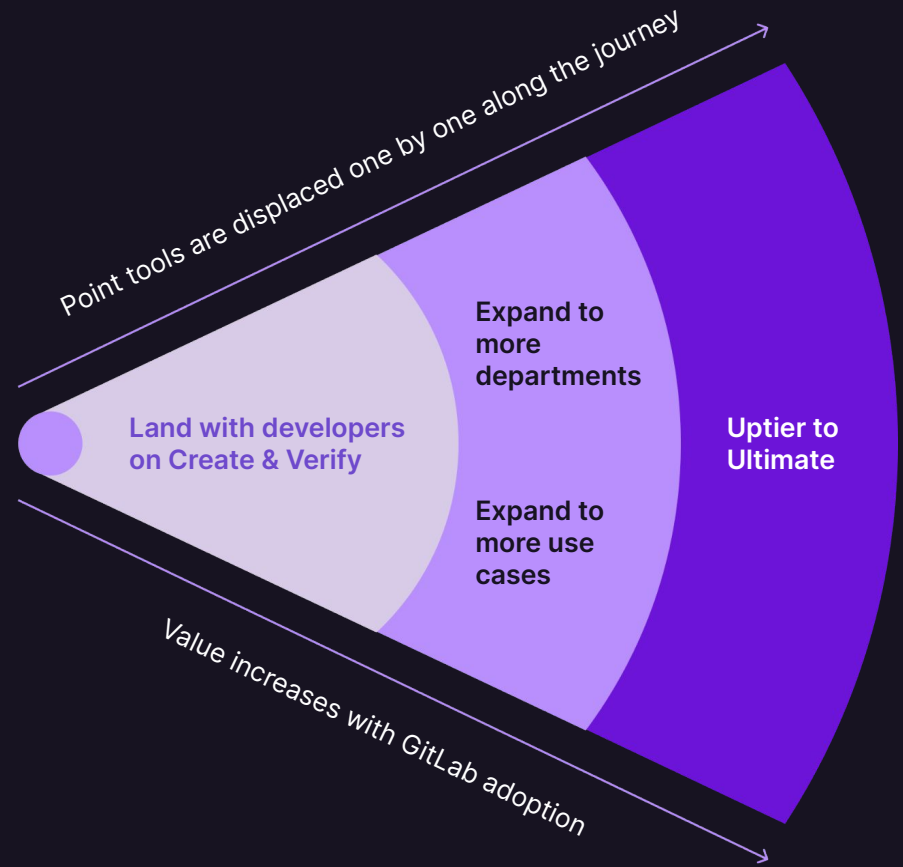 Point tools are displaced one by one along the journey
Land with developers
on Create & Verify
Expand to
more
departments
Expand to
more use
cases
Uptier to
Ultimate
Value increases with GitLab adoption